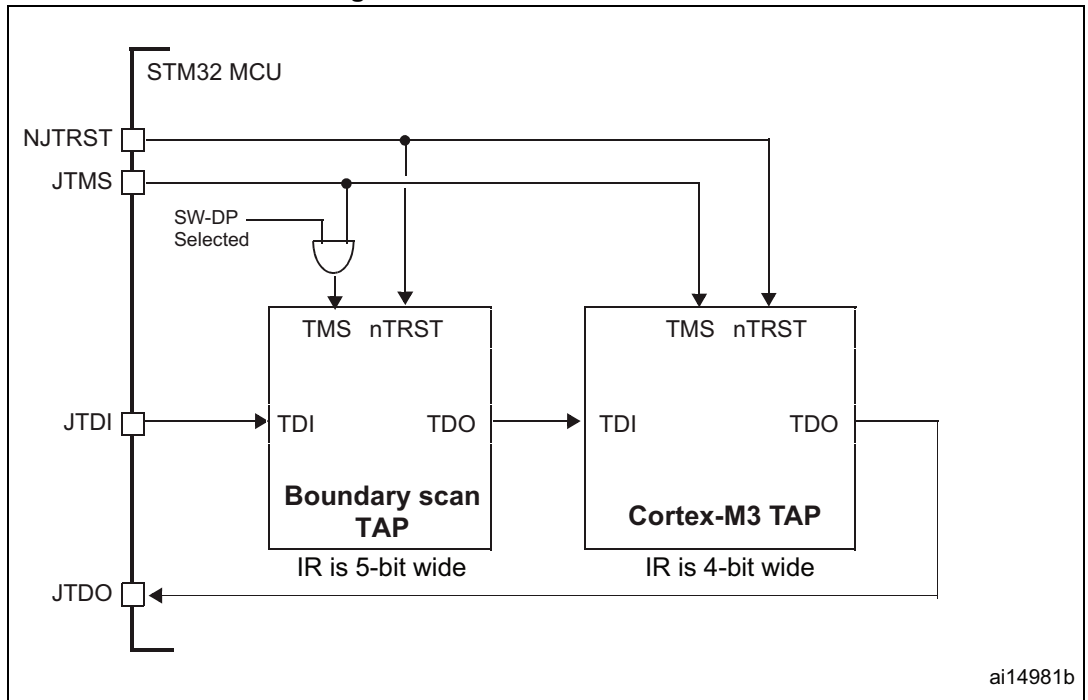 STM32 MCU
NJTRST
JTMS
SW-DP
Selected
TMS nTRST
TMS nTRST
JTDI
TDI
TDO
TDI
TDO
Boundary scan
TAP
Cortex-M3 TAP
IR is 5-bit wide
IR is 4-bit wide
JTDO
ai14981b